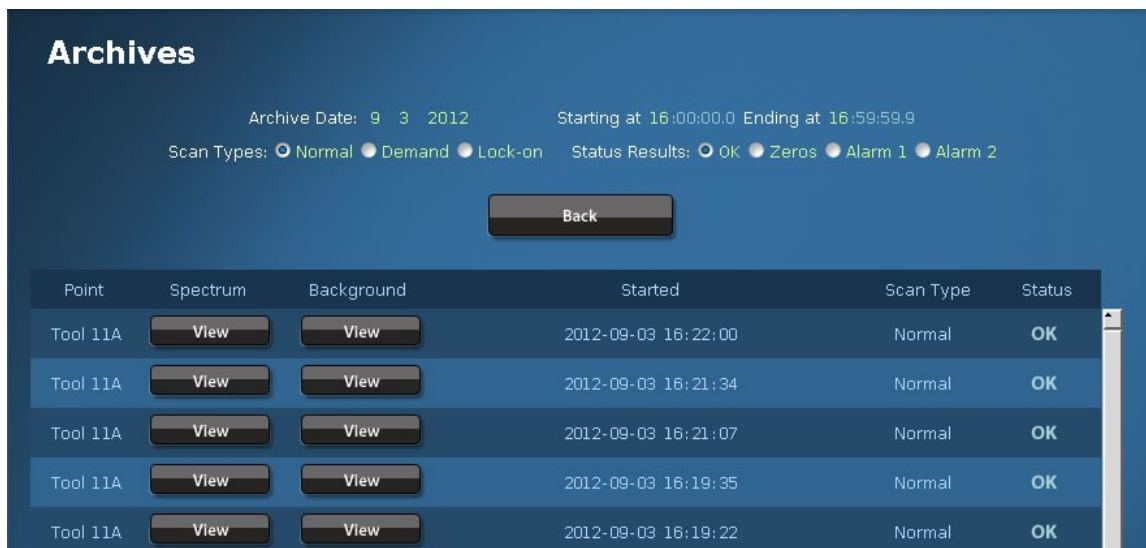 Archives
Archive Date: 9 3 2012 Starting at 16:00:00.0 Ending at 16:59:59.9
Scan Types: Normal Demand Lock-on Status Results: OK Zeros Alarm 1 Alarm 2
Back
Point Spectrum Background Started Scan Type Status
Tool 11A View View 2012-09-03 16:22:00 Normal OK
Tool 11A View View 2012-09-03 16:21:34 Normal OK
Tool 11A View View 2012-09-03 16:21:07 Normal OK
Tool 11A View View 2012-09-03 16:19:35 Normal OK
Tool 11A View View 2012-09-03 16:19:22 Normal OK